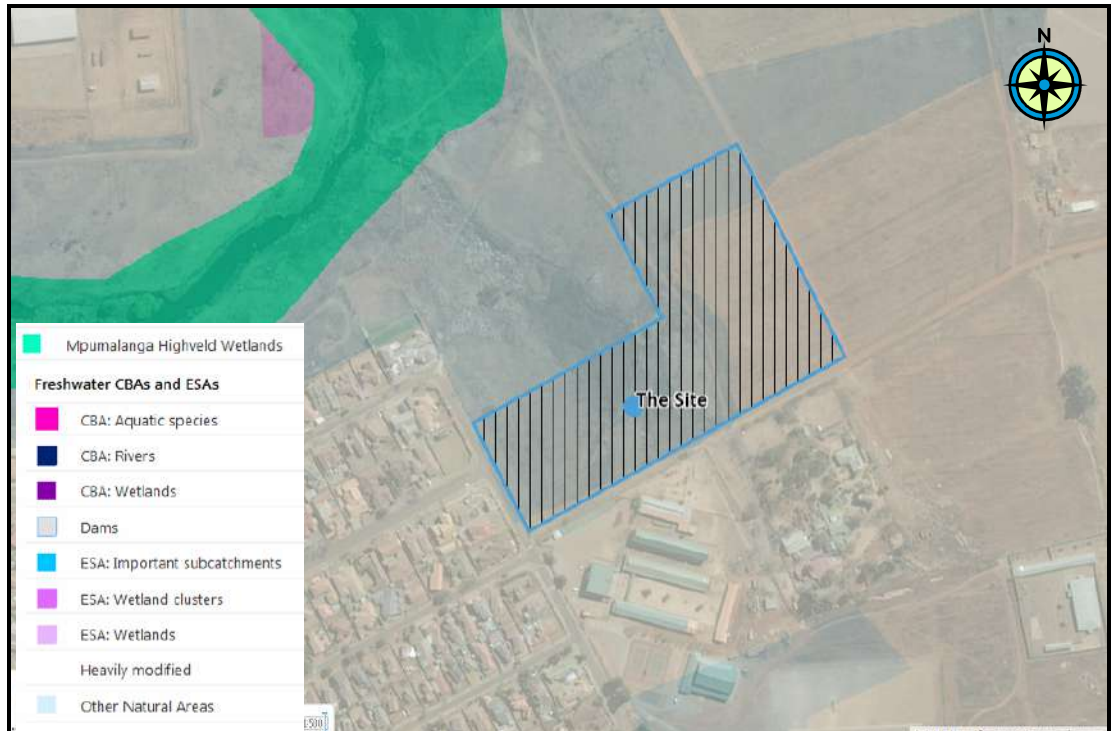 N
The Site
Mpumalanga Highveld Wetlands
Freshwater CBAs and ESAs
CBA: Aquatic species
CBA: Rivers
CBA: Wetlands
Dams
ESA: Important subcatchments
ESA: Wetland clusters
ESA: Wetlands
Heavily modified
Other Natural Areas